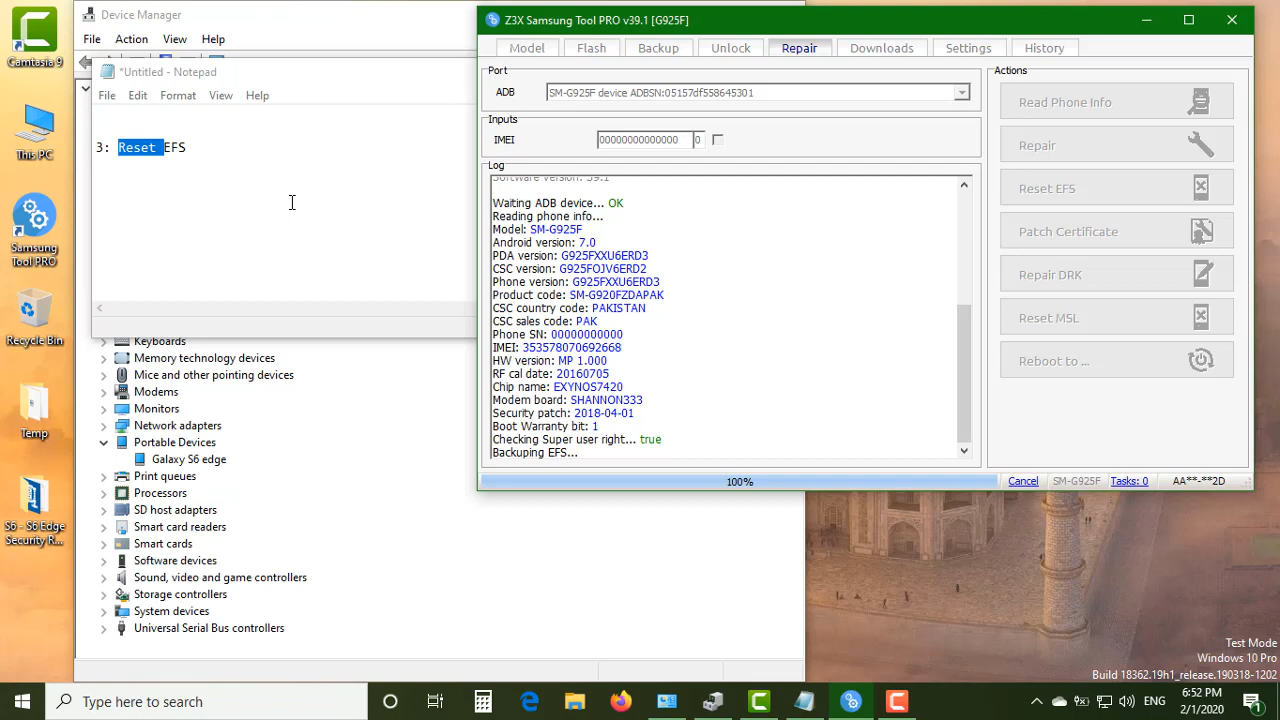 Camtasia 9
This PC
Samsung
Tool PRO
Recycle Bin
Temp
S6 - S6 Edge
Security R...
Device Manager
File Action View Help
*Untitled - Notepad
File Edit Format View Help
3: Reset EFS
Keyboards
Memory technology devices
Mice and other pointing devices
Modems
Monitors
Network adapters
Portable Devices
Galaxy S6 edge
Print queues
Processors
SD host adapters
Smart card readers
Smart cards
Software devices
Sound, video and game controllers
Storage controllers
System devices
Universal Serial Bus controllers
Z3X Samsung Tool PRO v39.1 [G925F]
Model Flash Backup Unlock Repair Downloads Settings History
Port
ADB SM-G925F device ADBSN:05157df558645301
Inputs
IMEI 00000000000000 0
Log
Software version: 39.1
Waiting ADB device... OK
Reading phone info...
Model: SM-G925F
Android version: 7.0
PDA version: G925FXXU6ERD3
CSC version: G925FOJV6ERD2
Phone version: G925FXXU6ERD3
Product code: SM-G920FZDAPAK
CSC country code: PAKISTAN
CSC sales code: PAK
Phone SN: 00000000000
IMEI: 353578070692668
HW version: MP 1.000
RF cal date: 20160705
Chip name: EXYNOS7420
Modem board: SHANNON333
Security patch: 2018-04-01
Boot Warranty bit: 1
Checking Super user right... true
Backuping EFS...
Actions
Read Phone Info
Repair
Reset EFS
Patch Certificate
Repair DRK
Reset MSL
Reboot to ...
100% Cancel SM-G925F Tasks: 0 AA**-**2D
Test Mode
Windows 10 Pro
Build 18362.19h1_release.190318-1202
Type here to search
ENG
6:52 PM
2/1/2020
1